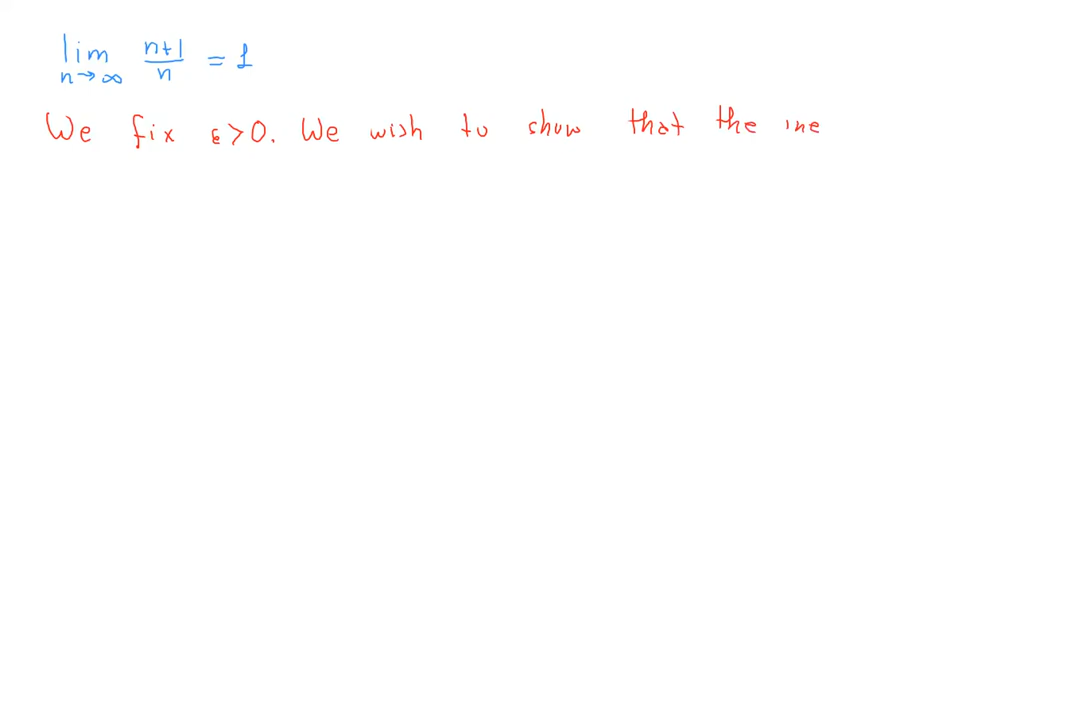 lim n→∞ n+1/n = 1
We fix ε>0. We wish to show that the ine